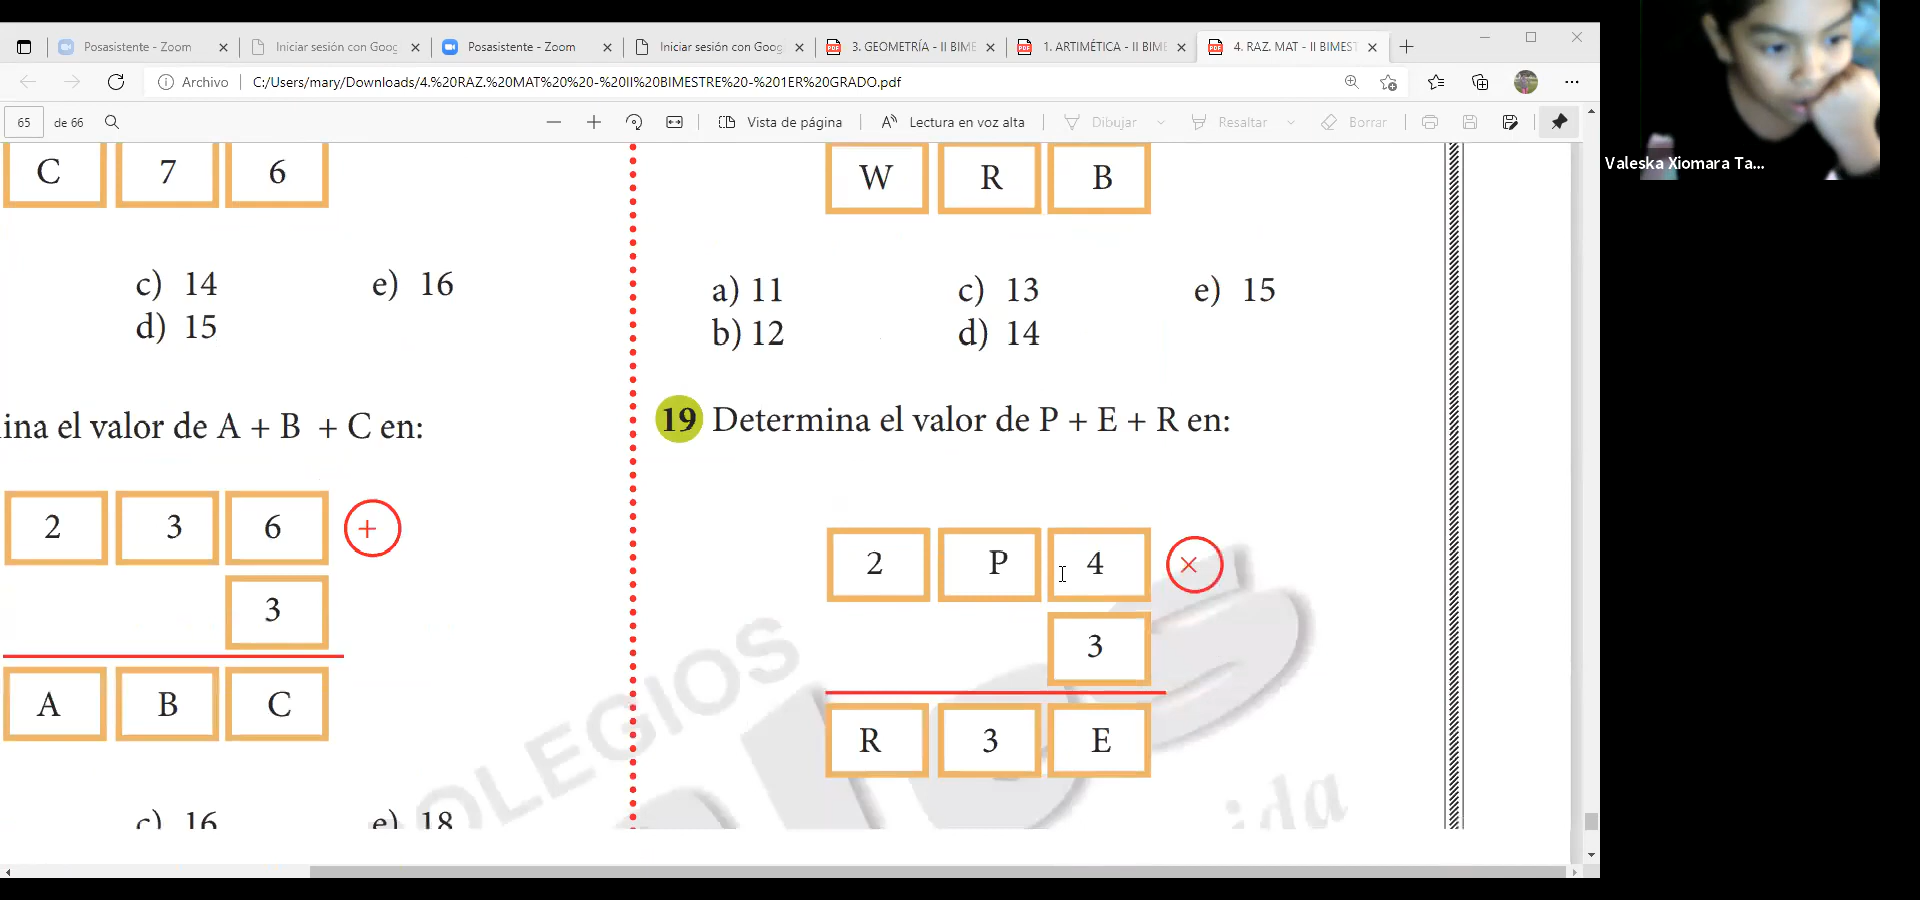 Posasistente - Zoom
Iniciar sesión con Goog
Posasistente - Zoom
Iniciar sesión con Goog
3. GEOMETRÍA - II BIME
1. ARTIMÉTICA - II BIME
4. RAZ. MAT - II BIMEST
Archivo C:/Users/mary/Downloads/4.%20RAZ.%20MAT%20%20-%20II%20BIMESTRE%20-%201ER%20GRADO.pdf
65 de 66 Vista de página Lectura en voz alta Dibujar Resaltar Borrar
Valeska Xiomara Ta...
C 7 6
c) 14 e) 16
d) 15
ina el valor de A + B + C en:
2 3 6 +
3
A B C
c) 16 e) 18
W R B
a) 11 c) 13 e) 15
b) 12 d) 14
19 Determina el valor de P + E + R en:
2 P 4 ×
3
R 3 E
OLEGIOS
ida